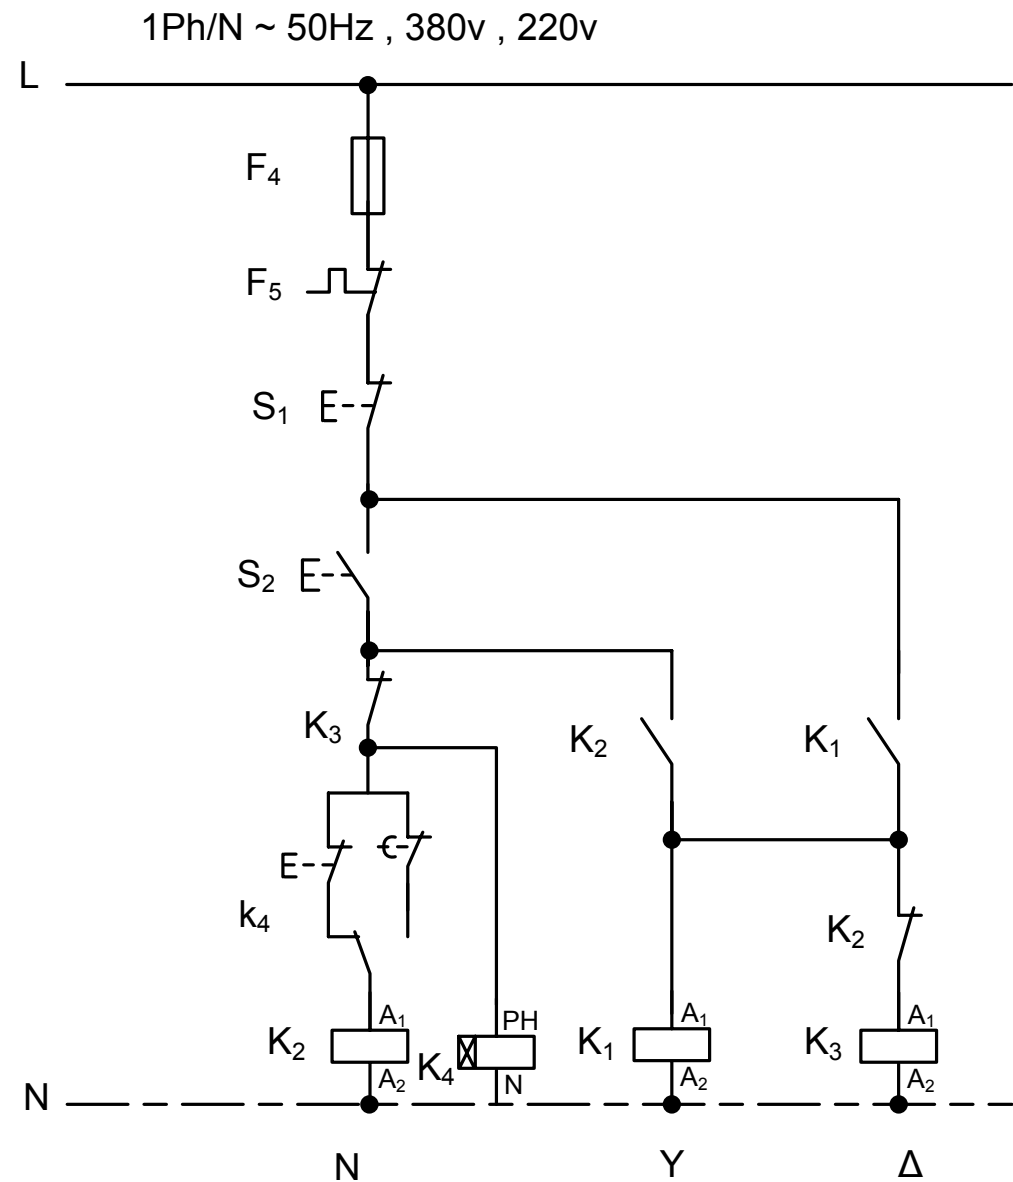 1Ph/N ~ 50Hz , 380v , 220v
L
F₄
F₅
S₁
S₂
K₃
K₂
K₁
k₄
K₂
K₂
A₁
A₂
K₄
PH
N
K₁
A₁
A₂
K₃
A₁
A₂
N
N
Y
Δ